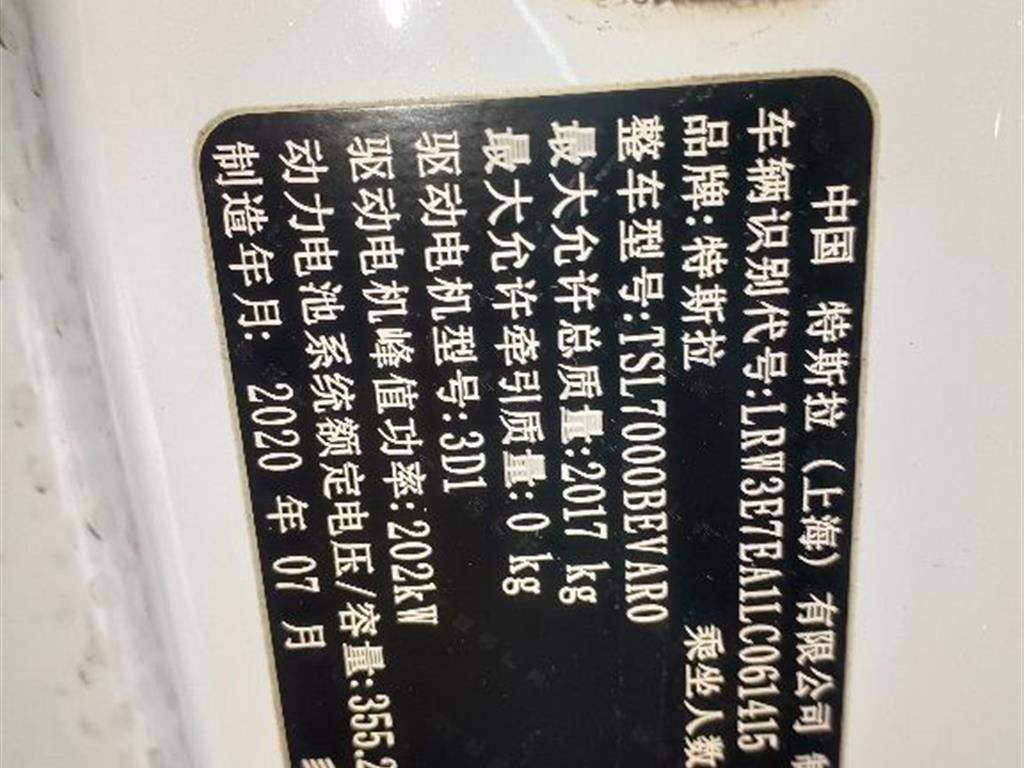 中国 特斯拉（上海）有限公司
车辆识别代号:LRW3E7EA1LC061415
品牌:特斯拉 乘坐人数
整车型号:TSL7000BEVAR0
最大允许总质量:2017 kg
最大允许牵引质量:0 kg
驱动电机型号:3D1
驱动电机峰值功率:202kW
动力电池系统额定电压/容量:355.2
制造年月: 2020 年 07 月